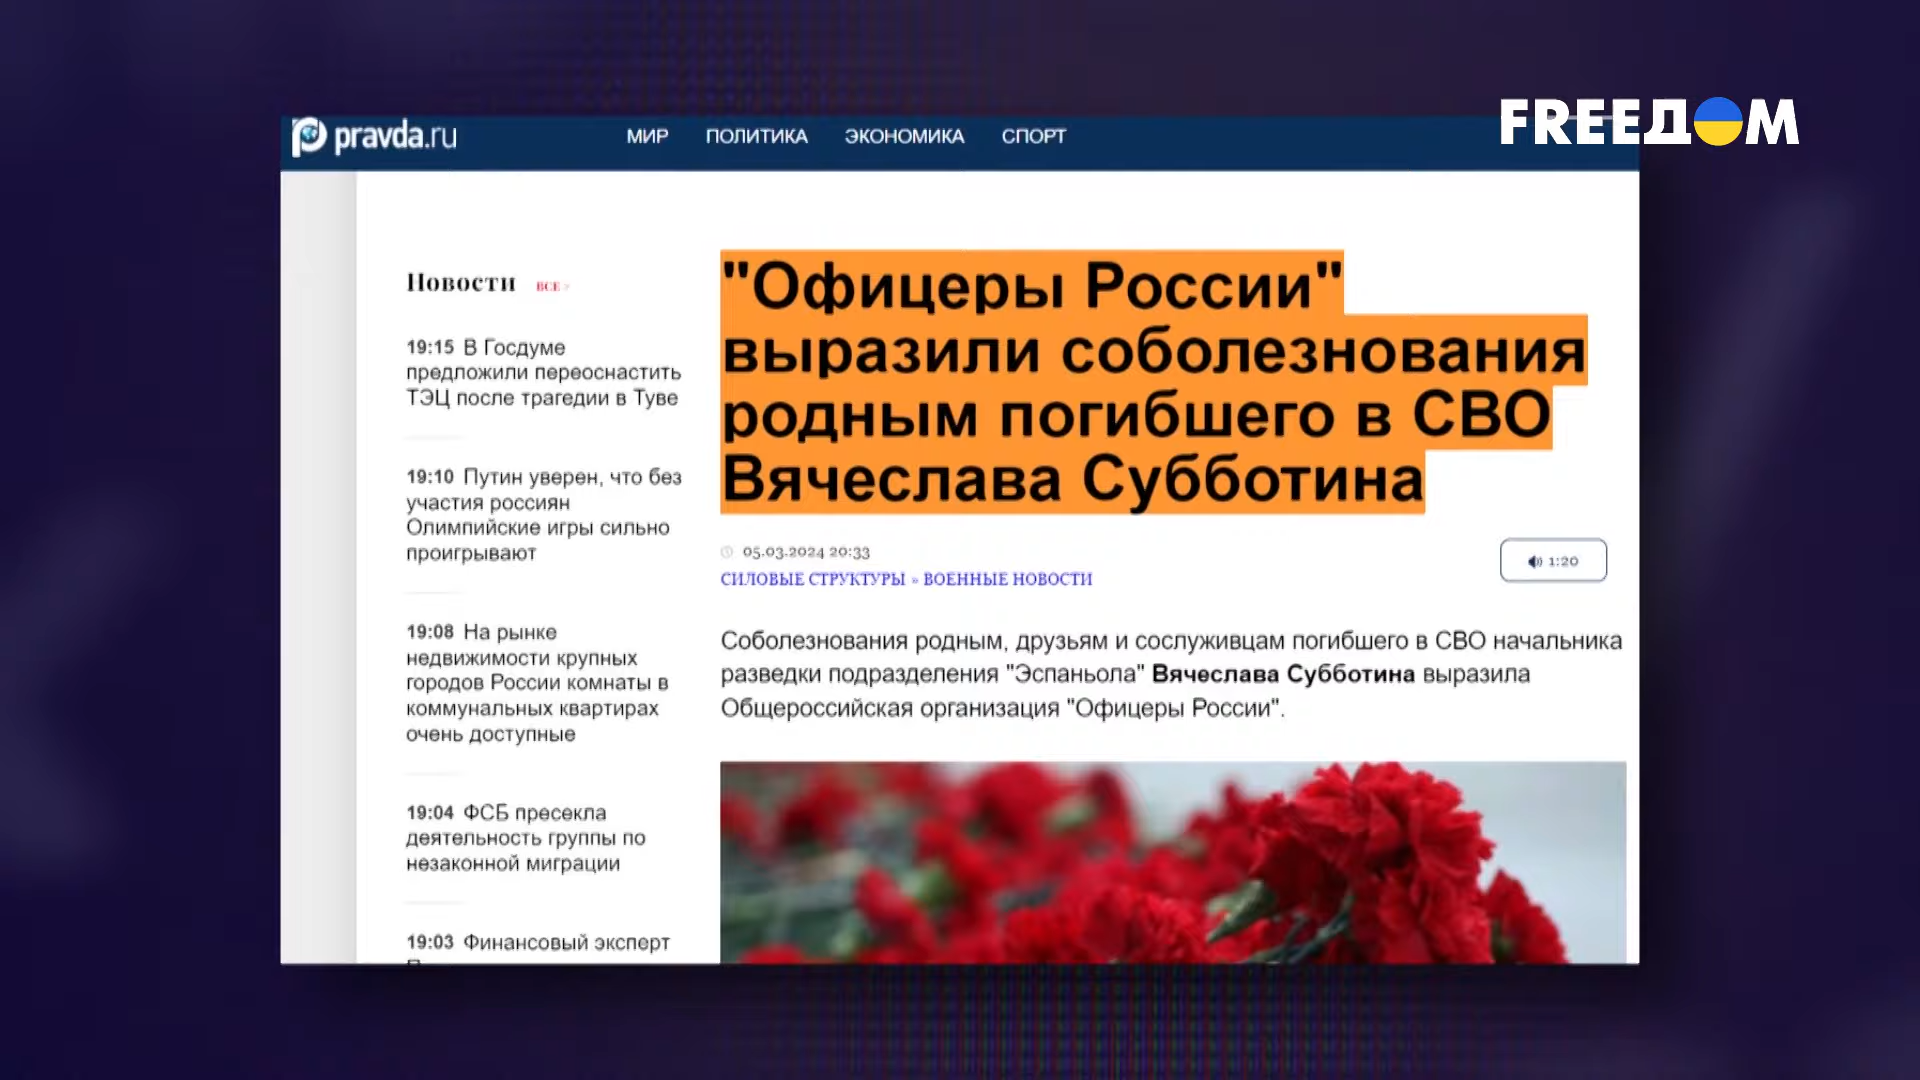 pravda.ru
МИР ПОЛИТИКА ЭКОНОМИКА СПОРТ
FREEДOM
Новости ВСЕ >
19:15 В Госдуме
предложили переоснастить
ТЭЦ после трагедии в Туве
19:10 Путин уверен, что без
участия россиян
Олимпийские игры сильно
проигрывают
19:08 На рынке
недвижимости крупных
городов России комнаты в
коммунальных квартирах
очень доступные
19:04 ФСБ пресекла
деятельность группы по
незаконной миграции
19:03 Финансовый эксперт
"Офицеры России"
выразили соболезнования
родным погибшего в СВО
Вячеслава Субботина
05.03.2024 20:33
СИЛОВЫЕ СТРУКТУРЫ » ВОЕННЫЕ НОВОСТИ
1:20
Соболезнования родным, друзьям и сослуживцам погибшего в СВО начальника
разведки подразделения "Эспаньола" Вячеслава Субботина выразила
Общероссийская организация "Офицеры России".